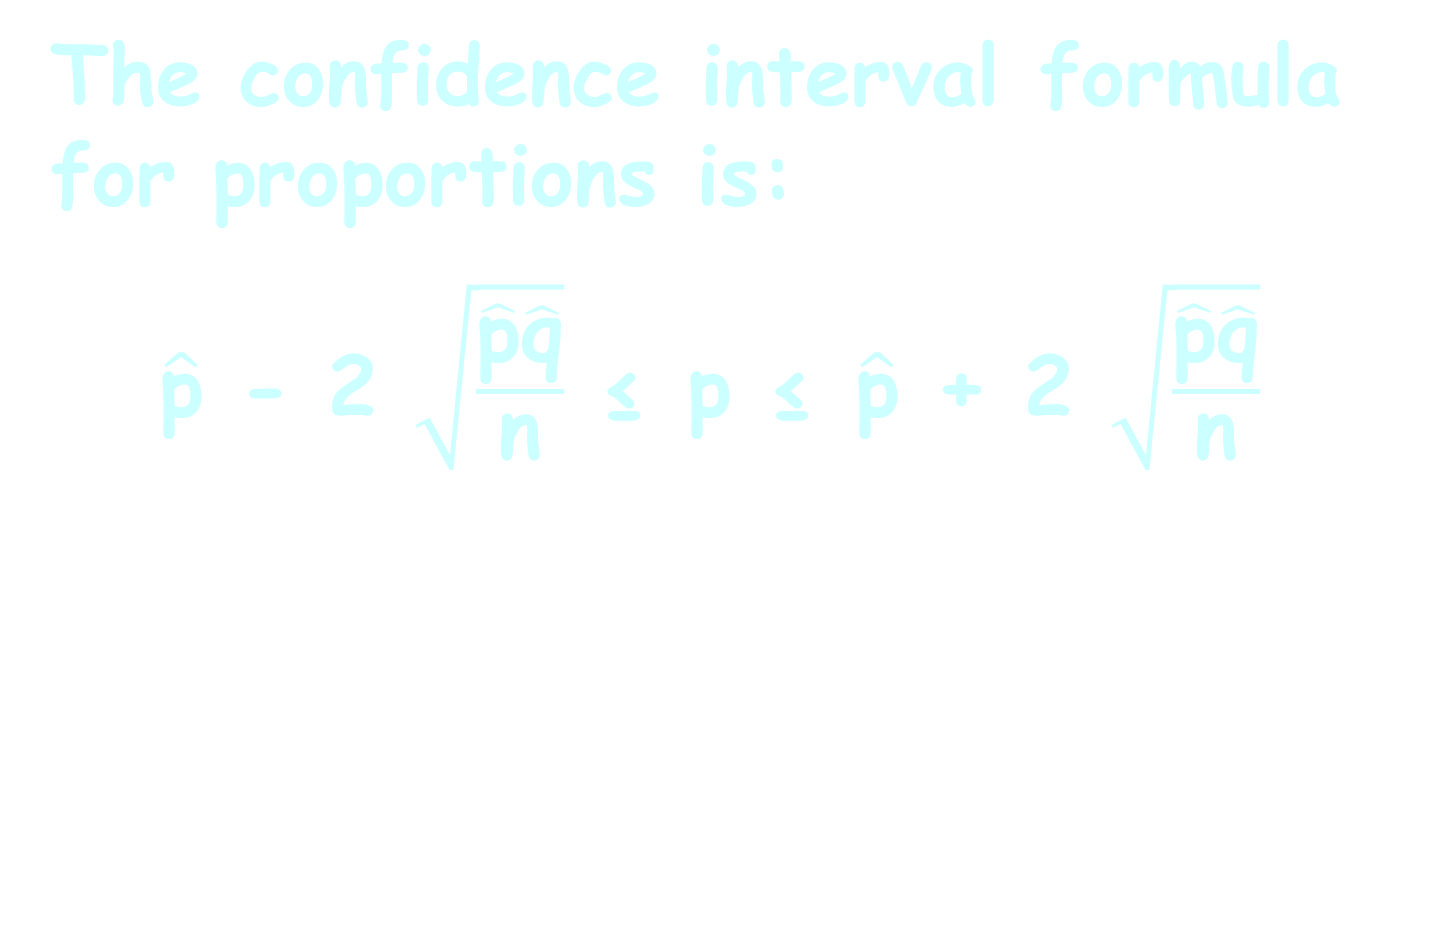 The confidence interval formula
for proportions is:
p̂ - 2 √(p̂q̂/n) ≤ p ≤ p̂ + 2 √(p̂q̂/n)